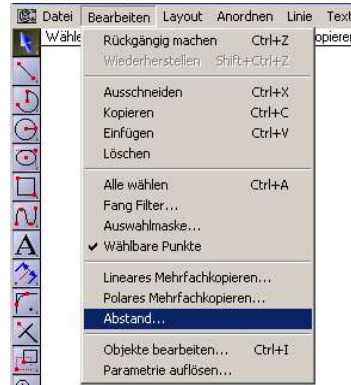 Datei Bearbeiten Layout Anordnen Linie Text
Wähle
Rückgängig machen Ctrl+Z
Wiederherstellen Shift+Ctrl+Z
Ausschneiden Ctrl+X
Kopieren Ctrl+C
Einfügen Ctrl+V
Löschen
Alle wählen Ctrl+A
Fang Filter...
Auswahlmaske...
✓ Wählbare Punkte
Lineares Mehrfachkopieren...
Polares Mehrfachkopieren...
Abstand...
Objekte bearbeiten... Ctrl+I
Parametrie auflösen...
A